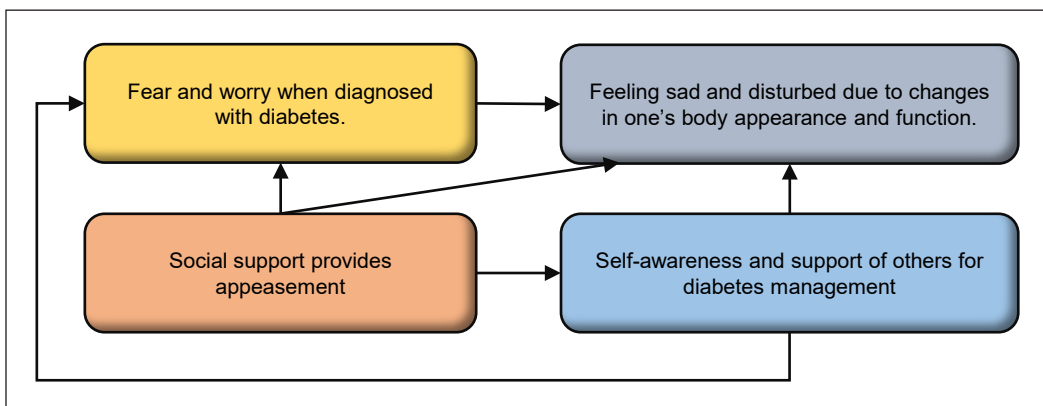 Fear and worry when diagnosed
with diabetes.
Feeling sad and disturbed due to changes
in one’s body appearance and function.
Social support provides
appeasement
Self-awareness and support of others for
diabetes management